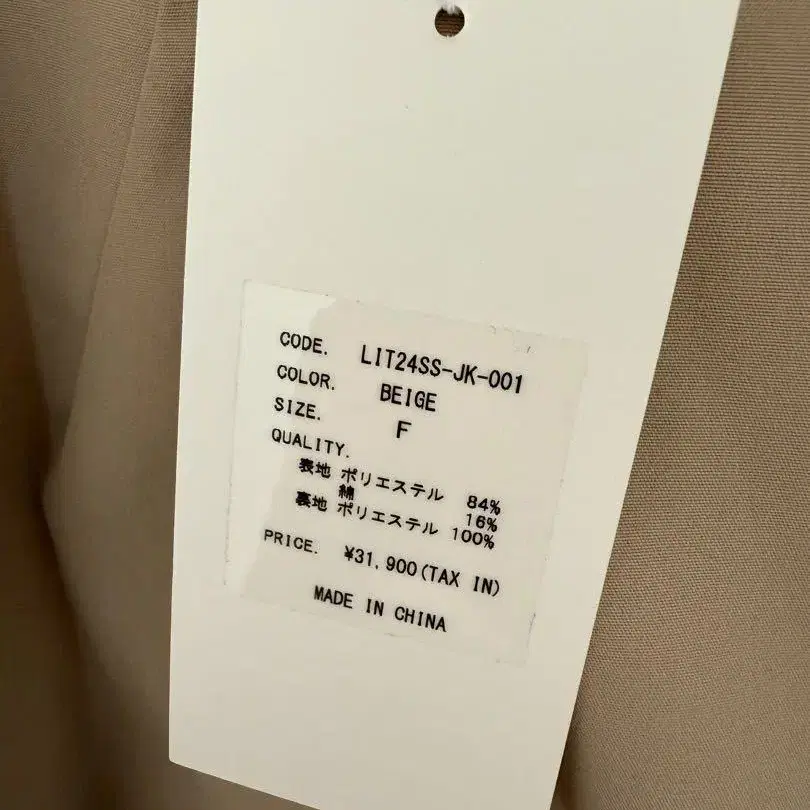 CODE. LIT24SS-JK-001
COLOR. BEIGE
SIZE. F
QUALITY.
表地 ポリエステル 84%
綿 16%
裏地 ポリエステル 100%
PRICE. ¥31,900(TAX IN)
MADE IN CHINA